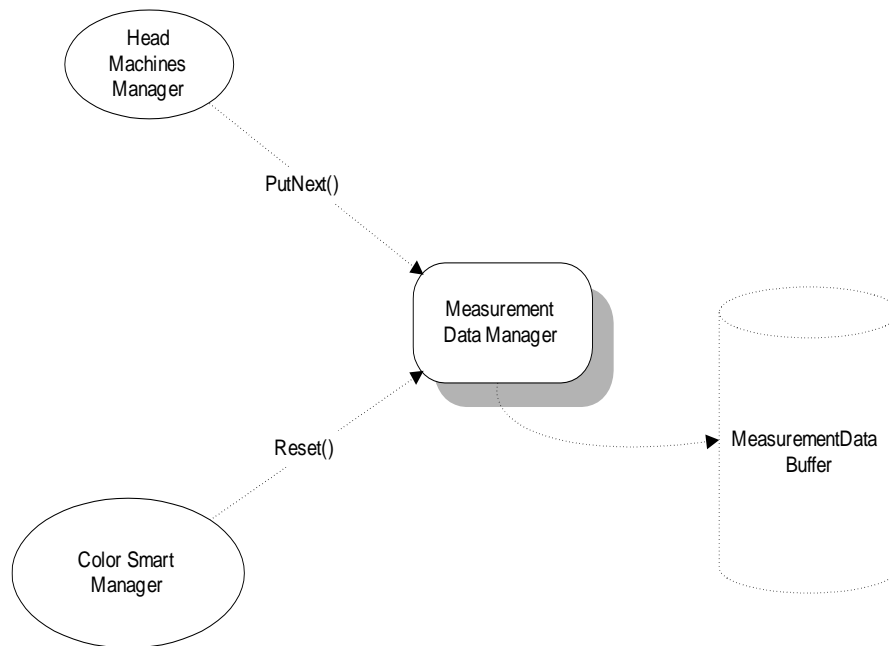 Head
Machines
Manager
PutNext()
Measurement
Data Manager
MeasurementData
Buffer
Reset()
Color Smart
Manager